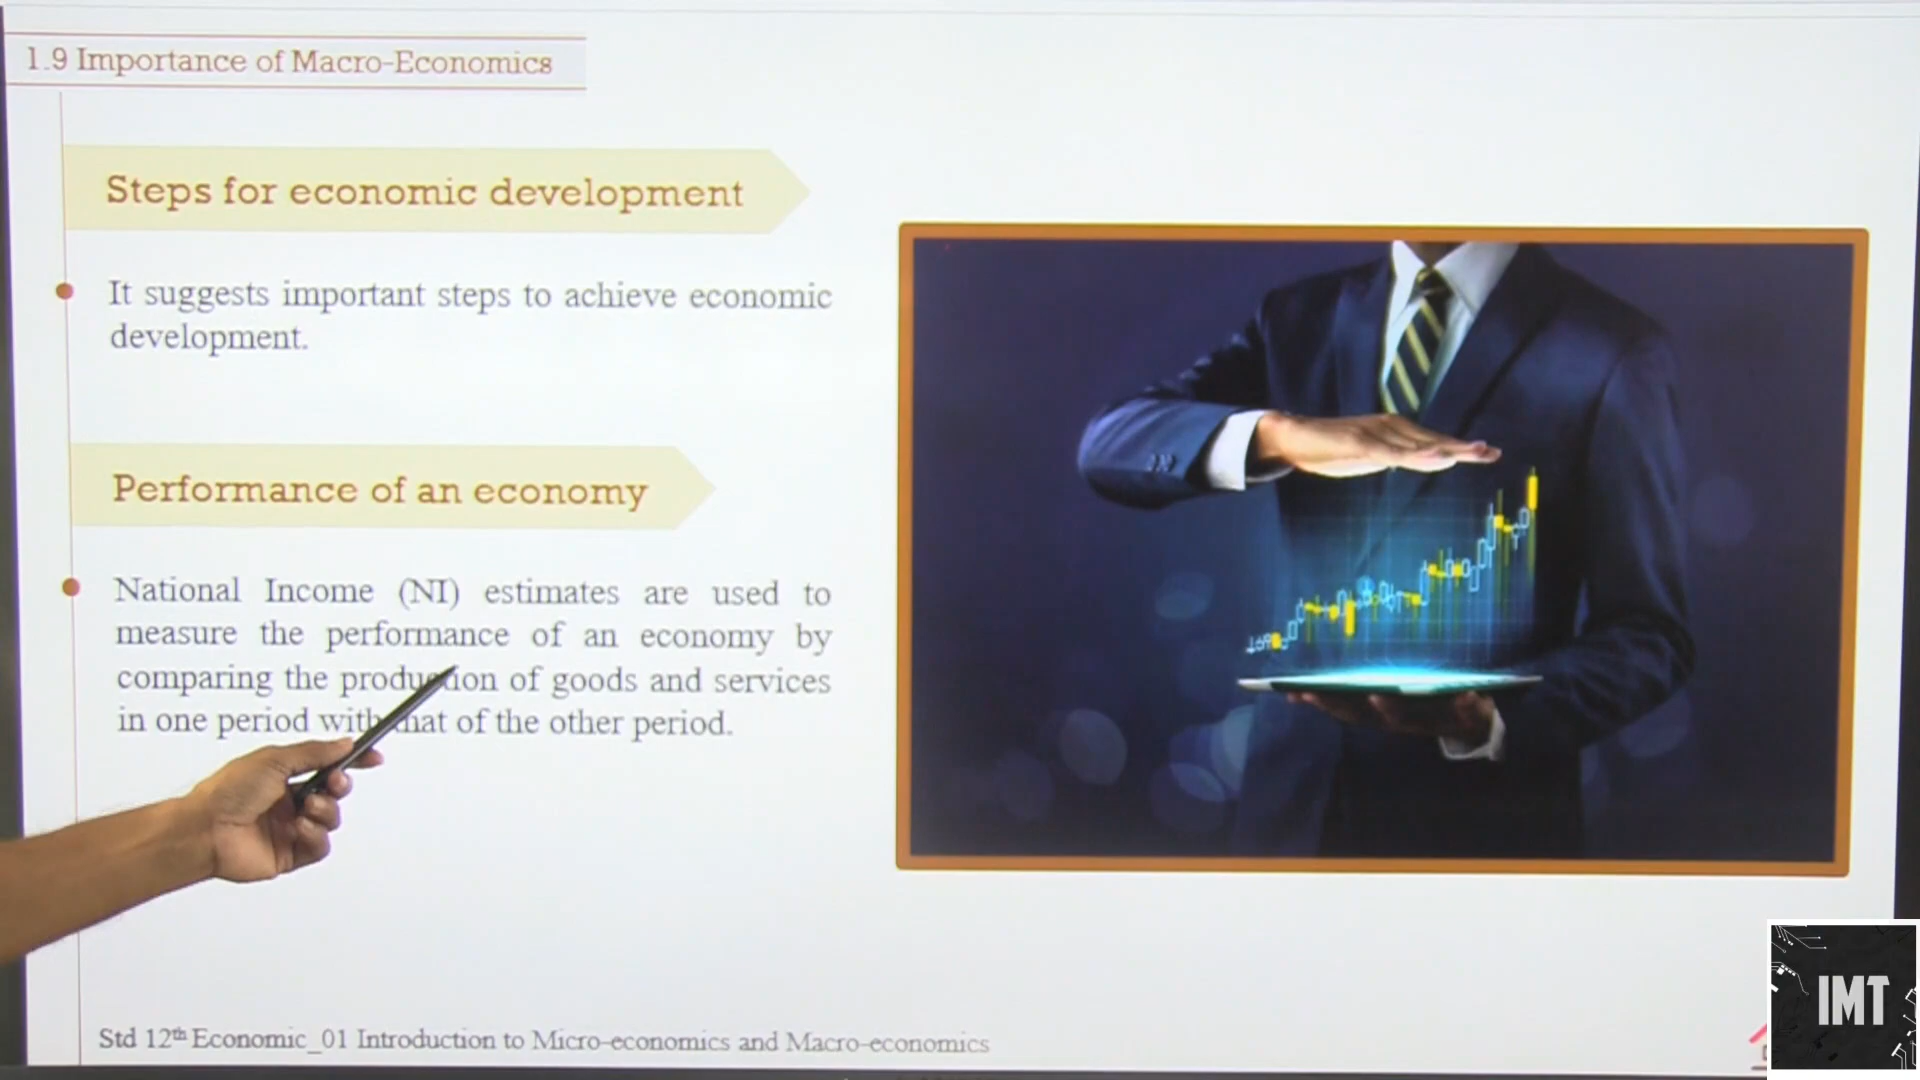 1.9 Importance of Macro-Economics
Steps for economic development
It suggests important steps to achieve economic
development.
Performance of an economy
National Income (NI) estimates are used to
measure the performance of an economy by
comparing the production of goods and services
in one period with that of the other period.
Std 12th Economic_01 Introduction to Micro-economics and Macro-economics
IMT